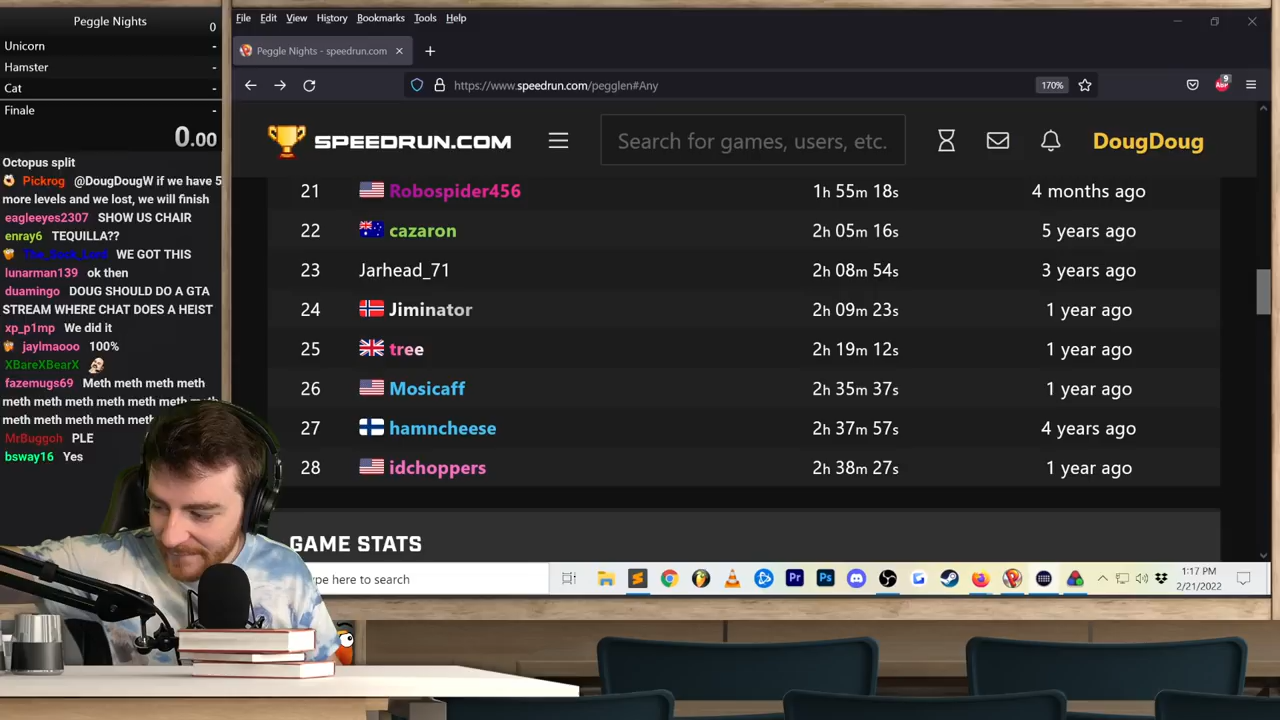 Peggle Nights 0
Unicorn -
Hamster -
Cat -
Finale -
0.00
Octopus split
Pickrog @DougDougW if we have 5
more levels and we lost, we will finish
eagleeyes2307 SHOW US CHAIR
enray6 TEQUILLA??
WE GOT THIS
lunarman139 ok then
duamingo DOUG SHOULD DO A GTA
STREAM WHERE CHAT DOES A HEIST
xp_p1mp We did it
jaylmaooo 100%
XBareXBearX
fazemugs69 Meth meth meth meth
meth meth meth meth meth meth meth
meth meth meth meth meth meth meth
MrBuggoh PLE
bsway16 Yes
File Edit View History Bookmarks Tools Help
Peggle Nights - speedrun.com
https://www.speedrun.com/pegglen#Any 170% 9
SPEEDRUN.COM Search for games, users, etc. DougDoug
21 Robospider456 1h 55m 18s 4 months ago
22 cazaron 2h 05m 16s 5 years ago
23 Jarhead_71 2h 08m 54s 3 years ago
24 Jiminator 2h 09m 23s 1 year ago
25 tree 2h 19m 12s 1 year ago
26 Mosicaff 2h 35m 37s 1 year ago
27 hamncheese 2h 37m 57s 4 years ago
28 idchoppers 2h 38m 27s 1 year ago
GAME STATS
ype here to search
Pr Ps
1:17 PM
2/21/2022